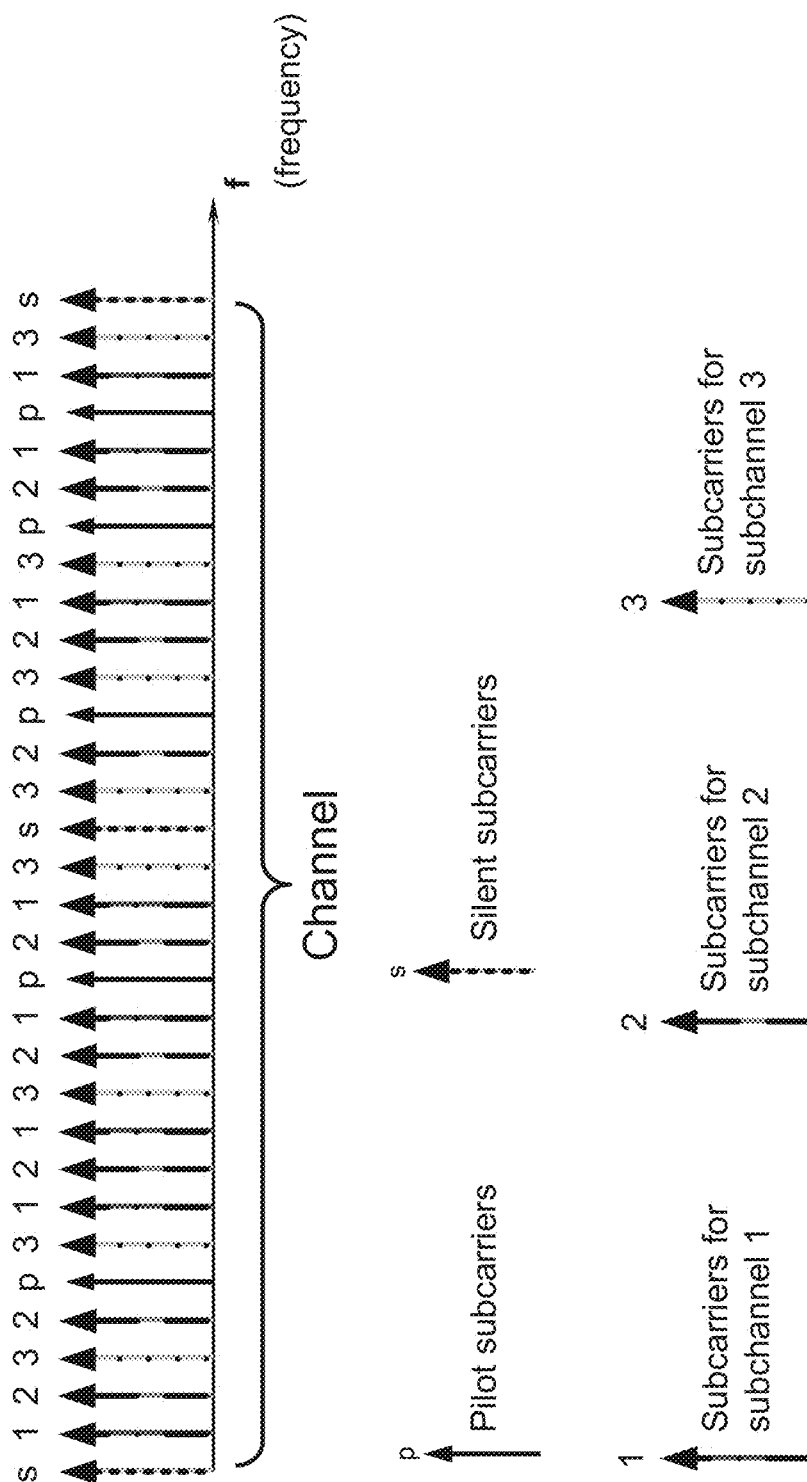 s 1 2 3 2 p 3 1 2 1 3 2 1 p 2 1 3 s 3 2 p 3 2 1 3 p 2 1 p 1 3 s
f
(frequency)
Channel
p
Pilot subcarriers
s
Silent subcarriers
1
Subcarriers for
subchannel 1
2
Subcarriers for
subchannel 2
3
Subcarriers for
subchannel 3